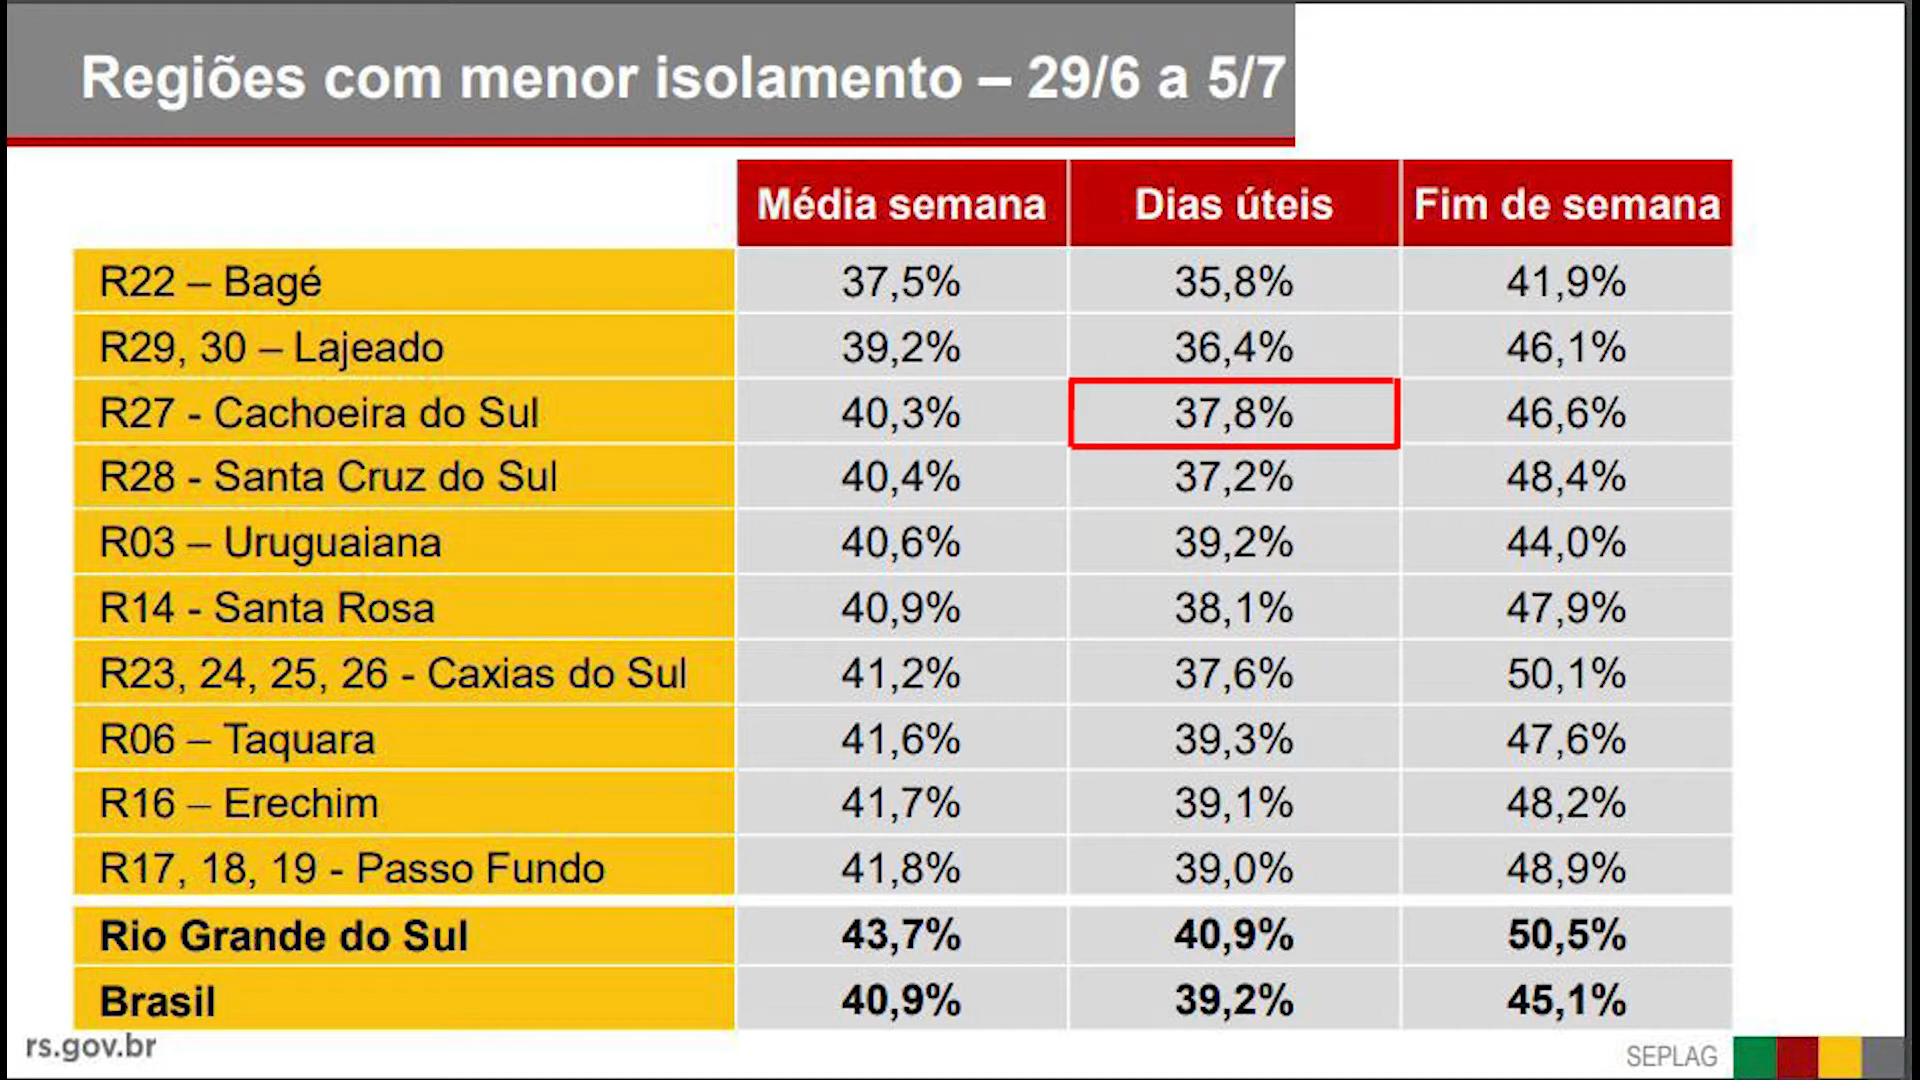 Regiões com menor isolamento – 29/6 a 5/7
Média semana Dias úteis Fim de semana
R22 – Bagé 37,5% 35,8% 41,9%
R29, 30 – Lajeado 39,2% 36,4% 46,1%
R27 - Cachoeira do Sul 40,3% 37,8% 46,6%
R28 - Santa Cruz do Sul 40,4% 37,2% 48,4%
R03 – Uruguaiana 40,6% 39,2% 44,0%
R14 - Santa Rosa 40,9% 38,1% 47,9%
R23, 24, 25, 26 - Caxias do Sul 41,2% 37,6% 50,1%
R06 – Taquara 41,6% 39,3% 47,6%
R16 – Erechim 41,7% 39,1% 48,2%
R17, 18, 19 - Passo Fundo 41,8% 39,0% 48,9%
Rio Grande do Sul 43,7% 40,9% 50,5%
Brasil 40,9% 39,2% 45,1%
rs.gov.br
SEPLAG